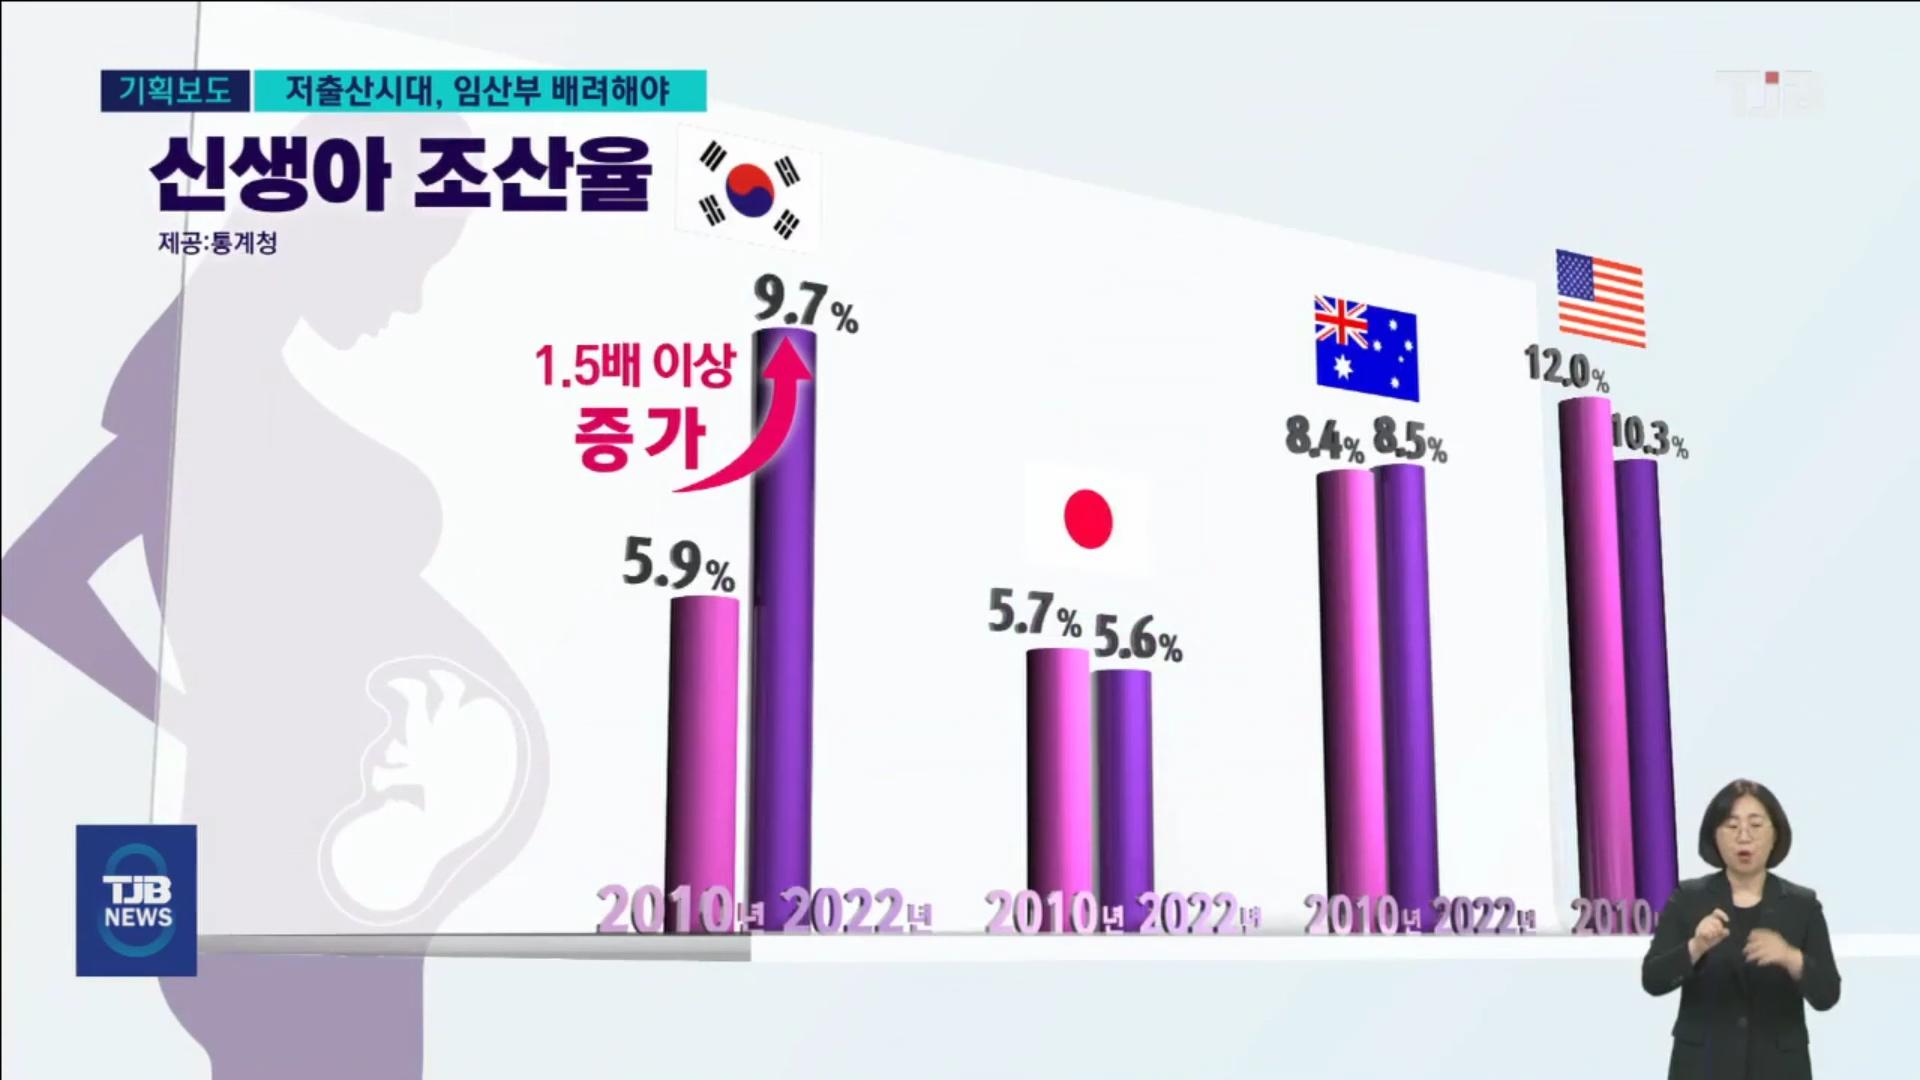 기획보도 저출산시대, 임산부 배려해야
TJB
신생아 조산율
제공:통계청
9.7%
1.5배 이상
증가
5.9%
5.7% 5.6%
8.4% 8.5%
12.0%
10.3%
2010년 2022년 2010년 2022년 2010년 2022년 2010
8
TJB
NEWS